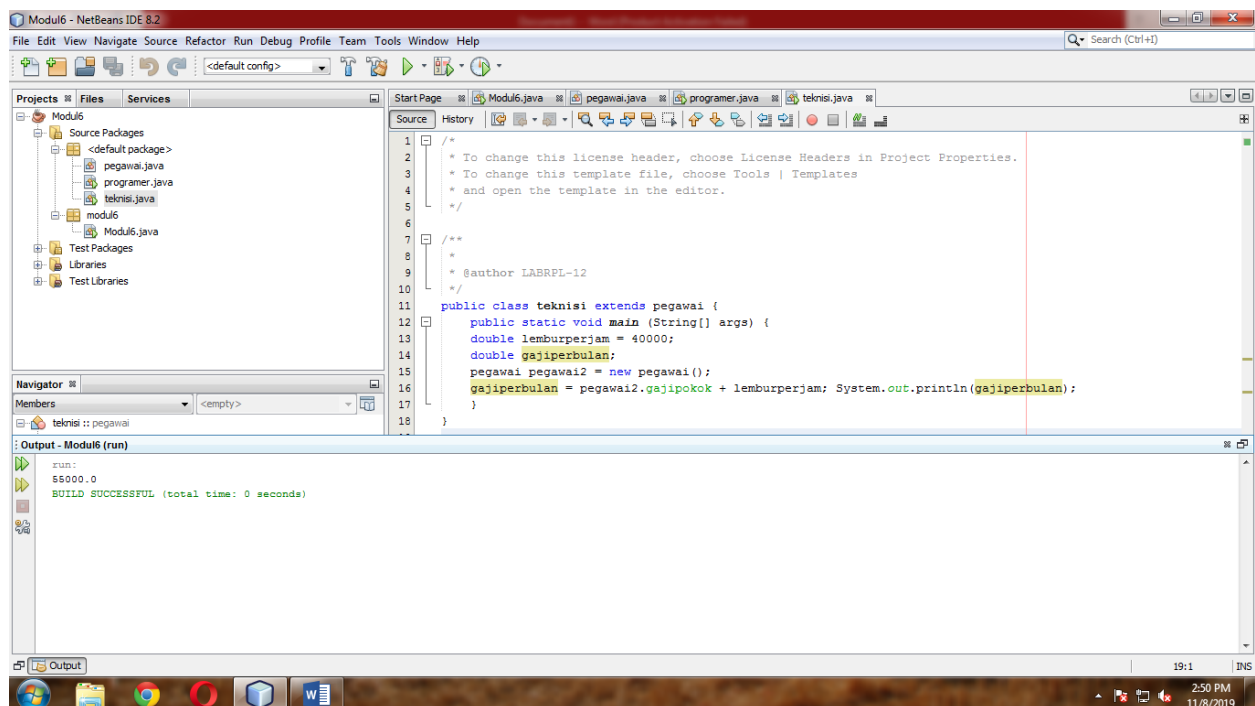 Modul6 - NetBeans IDE 8.2
File Edit View Navigate Source Refactor Run Debug Profile Team Tools Window Help
Search (Ctrl+I)
<default config>
Projects Files Services
Modul6
Source Packages
<default package>
pegawai.java
programer.java
teknisi.java
modul6
Modul6.java
Test Packages
Libraries
Test Libraries
Navigator
Members <empty>
teknisi :: pegawai
Start Page Modul6.java pegawai.java programer.java teknisi.java
Source History
1 /*
2 * To change this license header, choose License Headers in Project Properties.
3 * To change this template file, choose Tools | Templates
4 * and open the template in the editor.
5 */
6
7 /**
8 *
9 * @author LABRPL-12
10 */
11 public class teknisi extends pegawai {
12 public static void main (String[] args) {
13 double lemburperjam = 40000;
14 double gajiperbulan;
15 pegawai pegawai2 = new pegawai();
16 gajiperbulan = pegawai2.gajipokok + lemburperjam; System.out.println(gajiperbulan);
17 }
18 }
Output - Modul6 (run)
run:
55000.0
BUILD SUCCESSFUL (total time: 0 seconds)
Output
19:1 INS
2:50 PM
11/8/2019